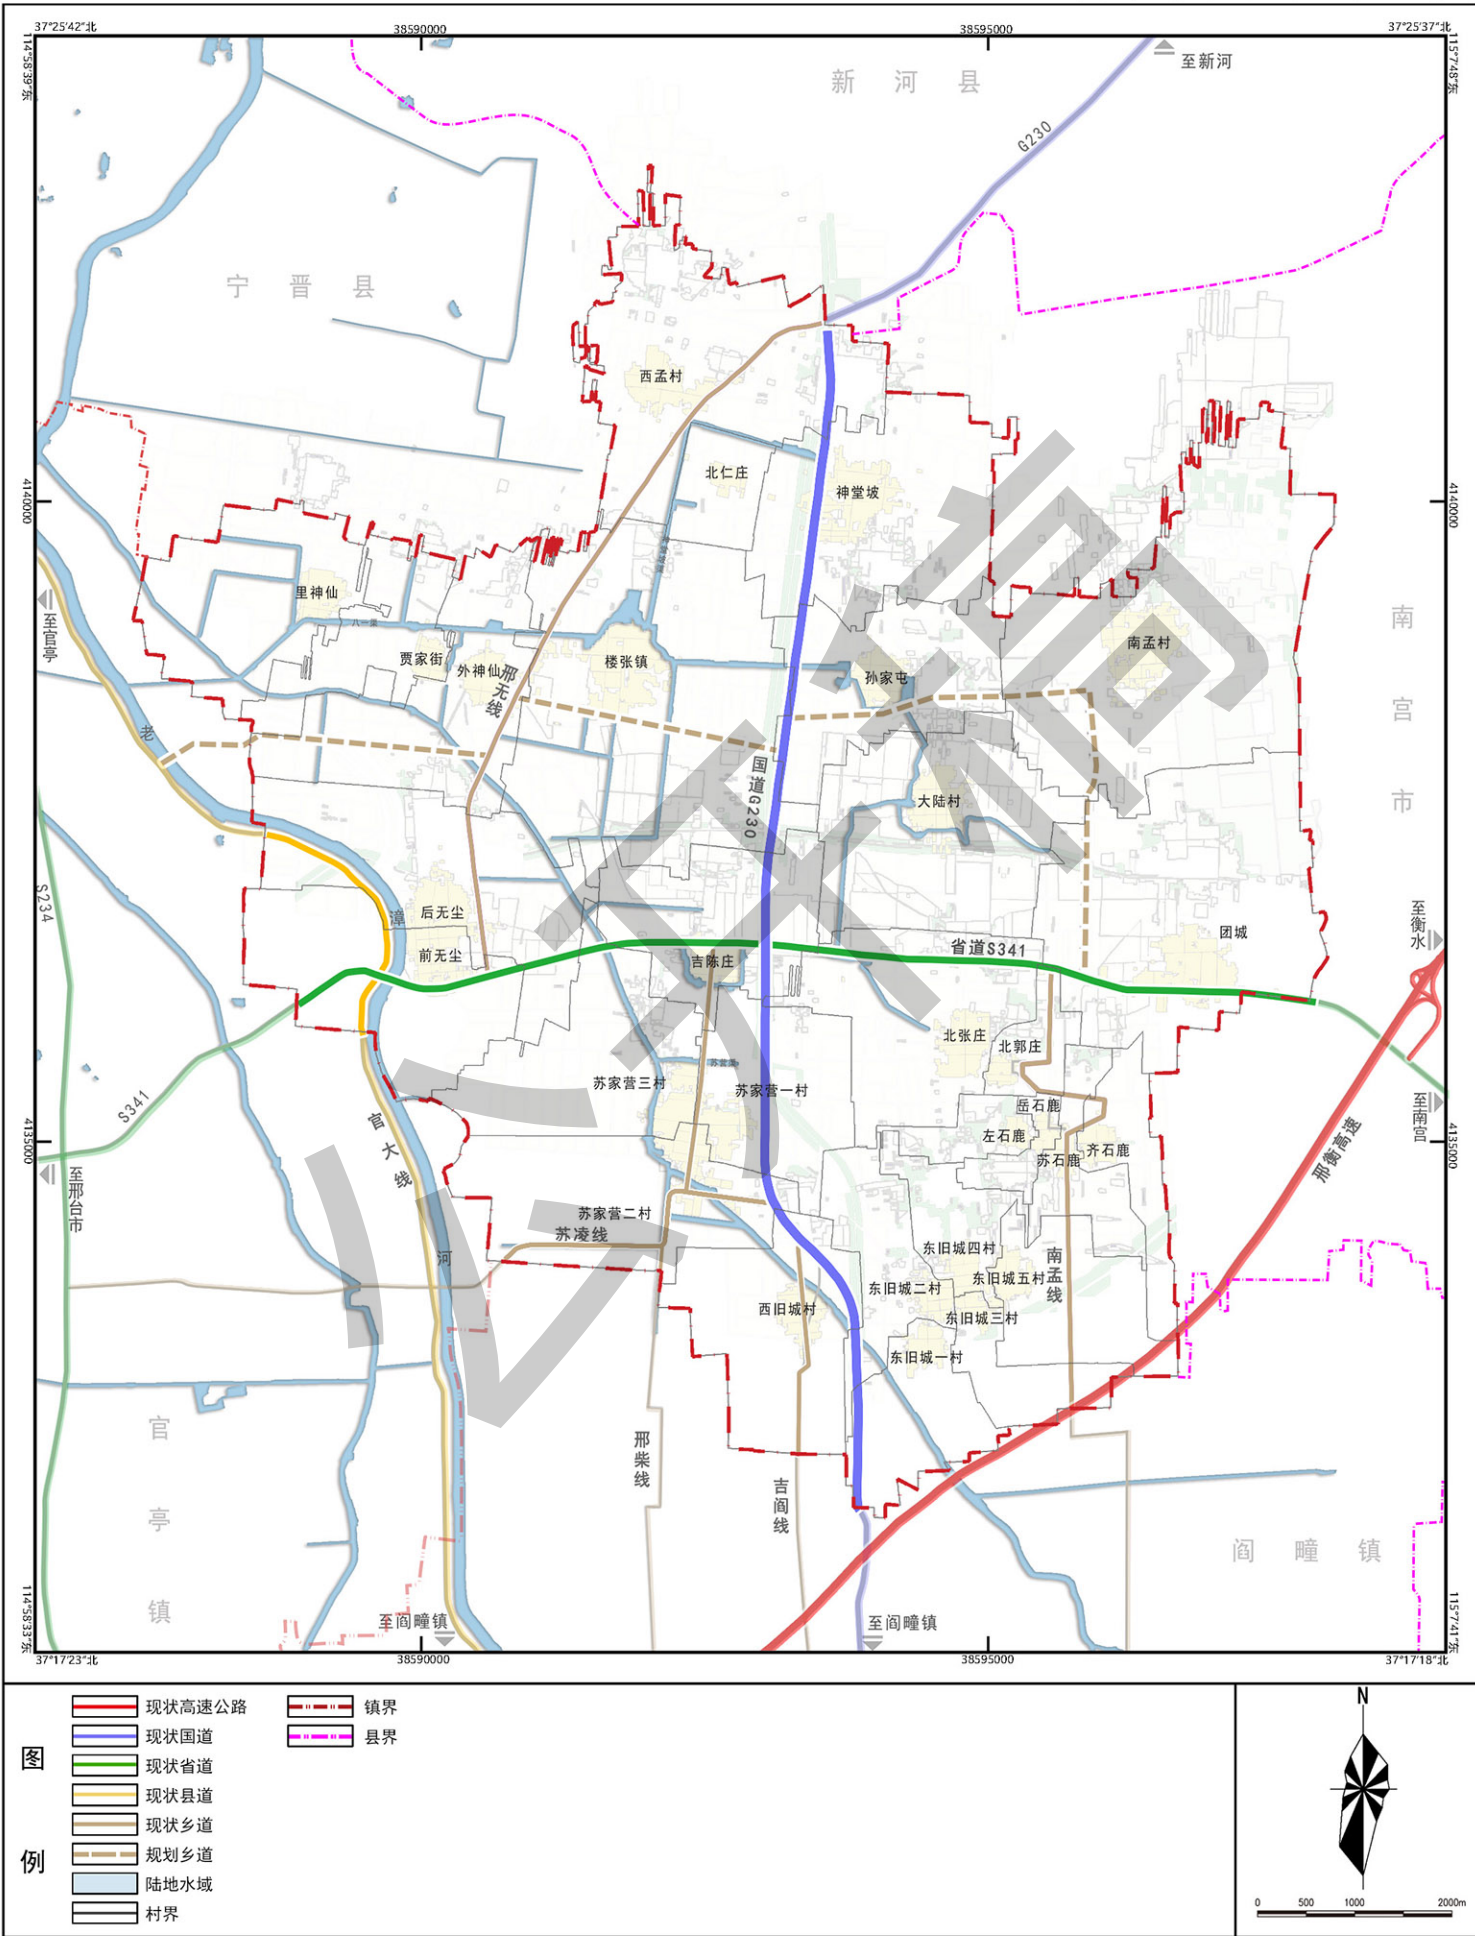 37°25′42″北
38590000
38595000
37°25′37″北
114°58′39″东
115°7′48″东
新河县
至新河
G230
宁晋县
西孟村
北仁庄
神堂坡
4140000
4140000
里神仙
八一渠
至官亭
贾家街
外神仙
邢无线
楼张镇
孙家屯
南孟村
南宫市
老
国道G230
大陆村
S234
后无尘
漳
前无尘
吉陈庄
省道S341
团城
至衡水
北张庄
北郭庄
苏营渠
苏家营三村
苏家营一村
S341
岳石鹿
左石鹿
苏石鹿
齐石鹿
至南宫
4135000
4135000
官大线
邢衡高速
至邢台市
苏家营二村
苏凌线
河
东旧城四村
东旧城五村
南孟线
东旧城二村
西旧城村
东旧城三村
东旧城一村
官亭镇
邢柴线
吉阎线
阎疃镇
至阎疃镇
至阎疃镇
114°58′33″东
115°7′41″东
37°17′23″北
38590000
38595000
37°17′18″北
公示稿
图例
现状高速公路
现状国道
现状省道
现状县道
现状乡道
规划乡道
陆地水域
村界
镇界
县界
N
0 500 1000 2000m